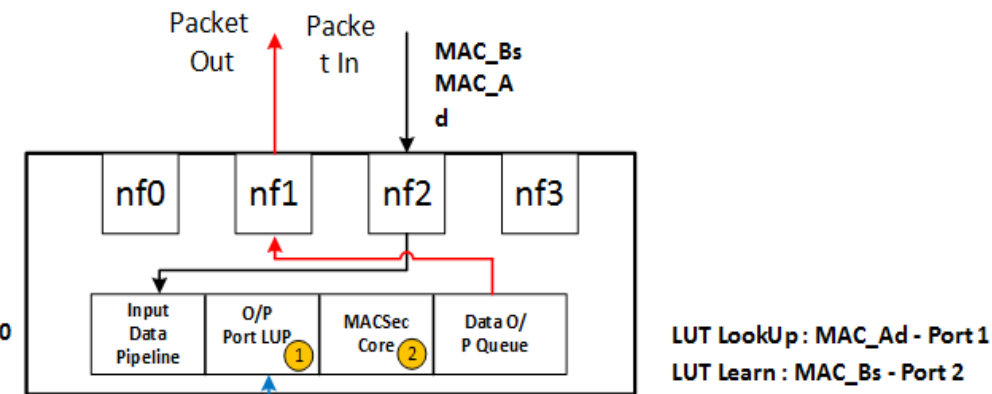 Packet
Out
Packe
t In
MAC_Bs
MAC_A
d
nf0
nf1
nf2
nf3
Input
Data
Pipeline
O/P
Port LUP
1
MACSec
Core
2
Data O/
P Queue
0
LUT LookUp : MAC_Ad - Port 1
LUT Learn : MAC_Bs - Port 2